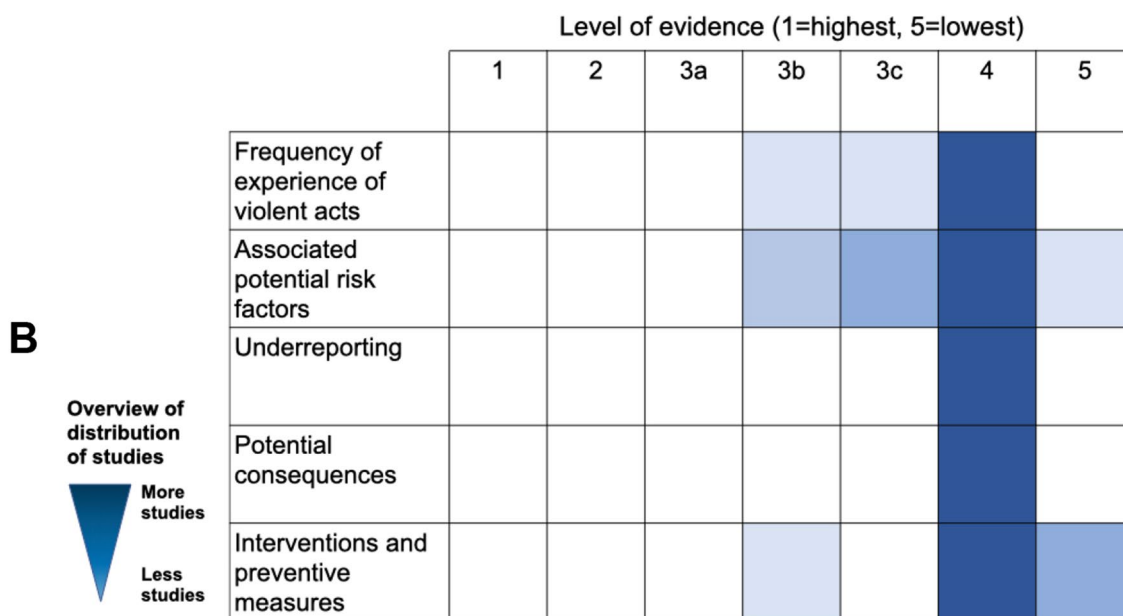 Level of evidence (1=highest, 5=lowest)
1 2 3a 3b 3c 4 5
Frequency of
experience of
violent acts
Associated
potential risk
factors
Underreporting
B
Overview of
distribution
of studies
More
studies
Less
studies
Potential
consequences
Interventions and
preventive
measures